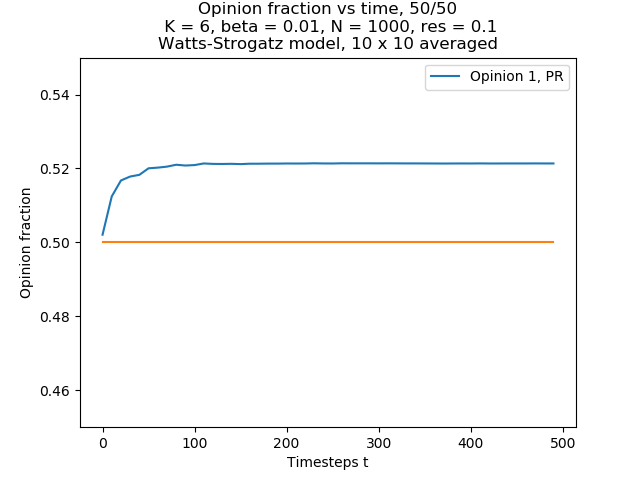 Opinion fraction vs time, 50/50
K = 6, beta = 0.01, N = 1000, res = 0.1
Watts-Strogatz model, 10 x 10 averaged
Opinion 1, PR
Opinion fraction
0.54
0.52
0.50
0.48
0.46
0
100
200
300
400
500
Timesteps t